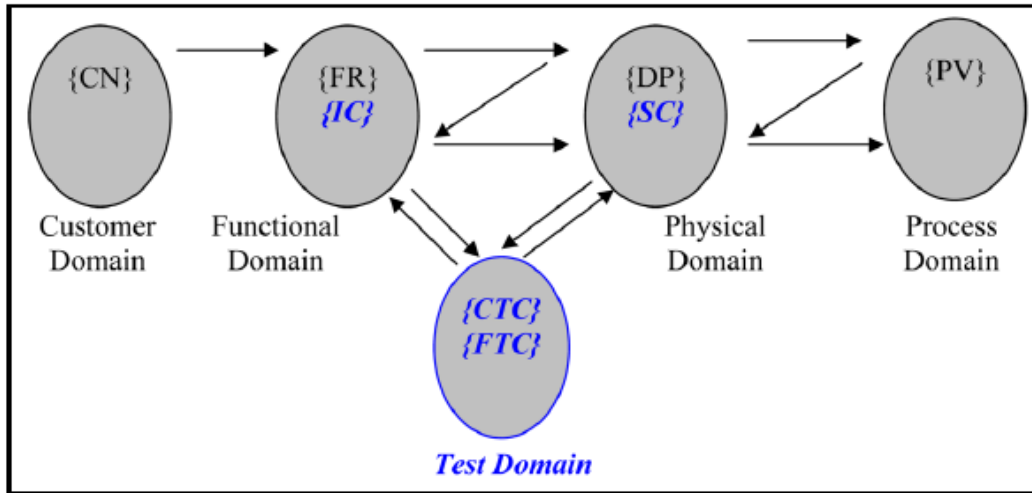 {CN}
{FR}
{IC}
{DP}
{SC}
{PV}
Customer
Domain
Functional
Domain
Physical
Domain
Process
Domain
{CTC}
{FTC}
Test Domain